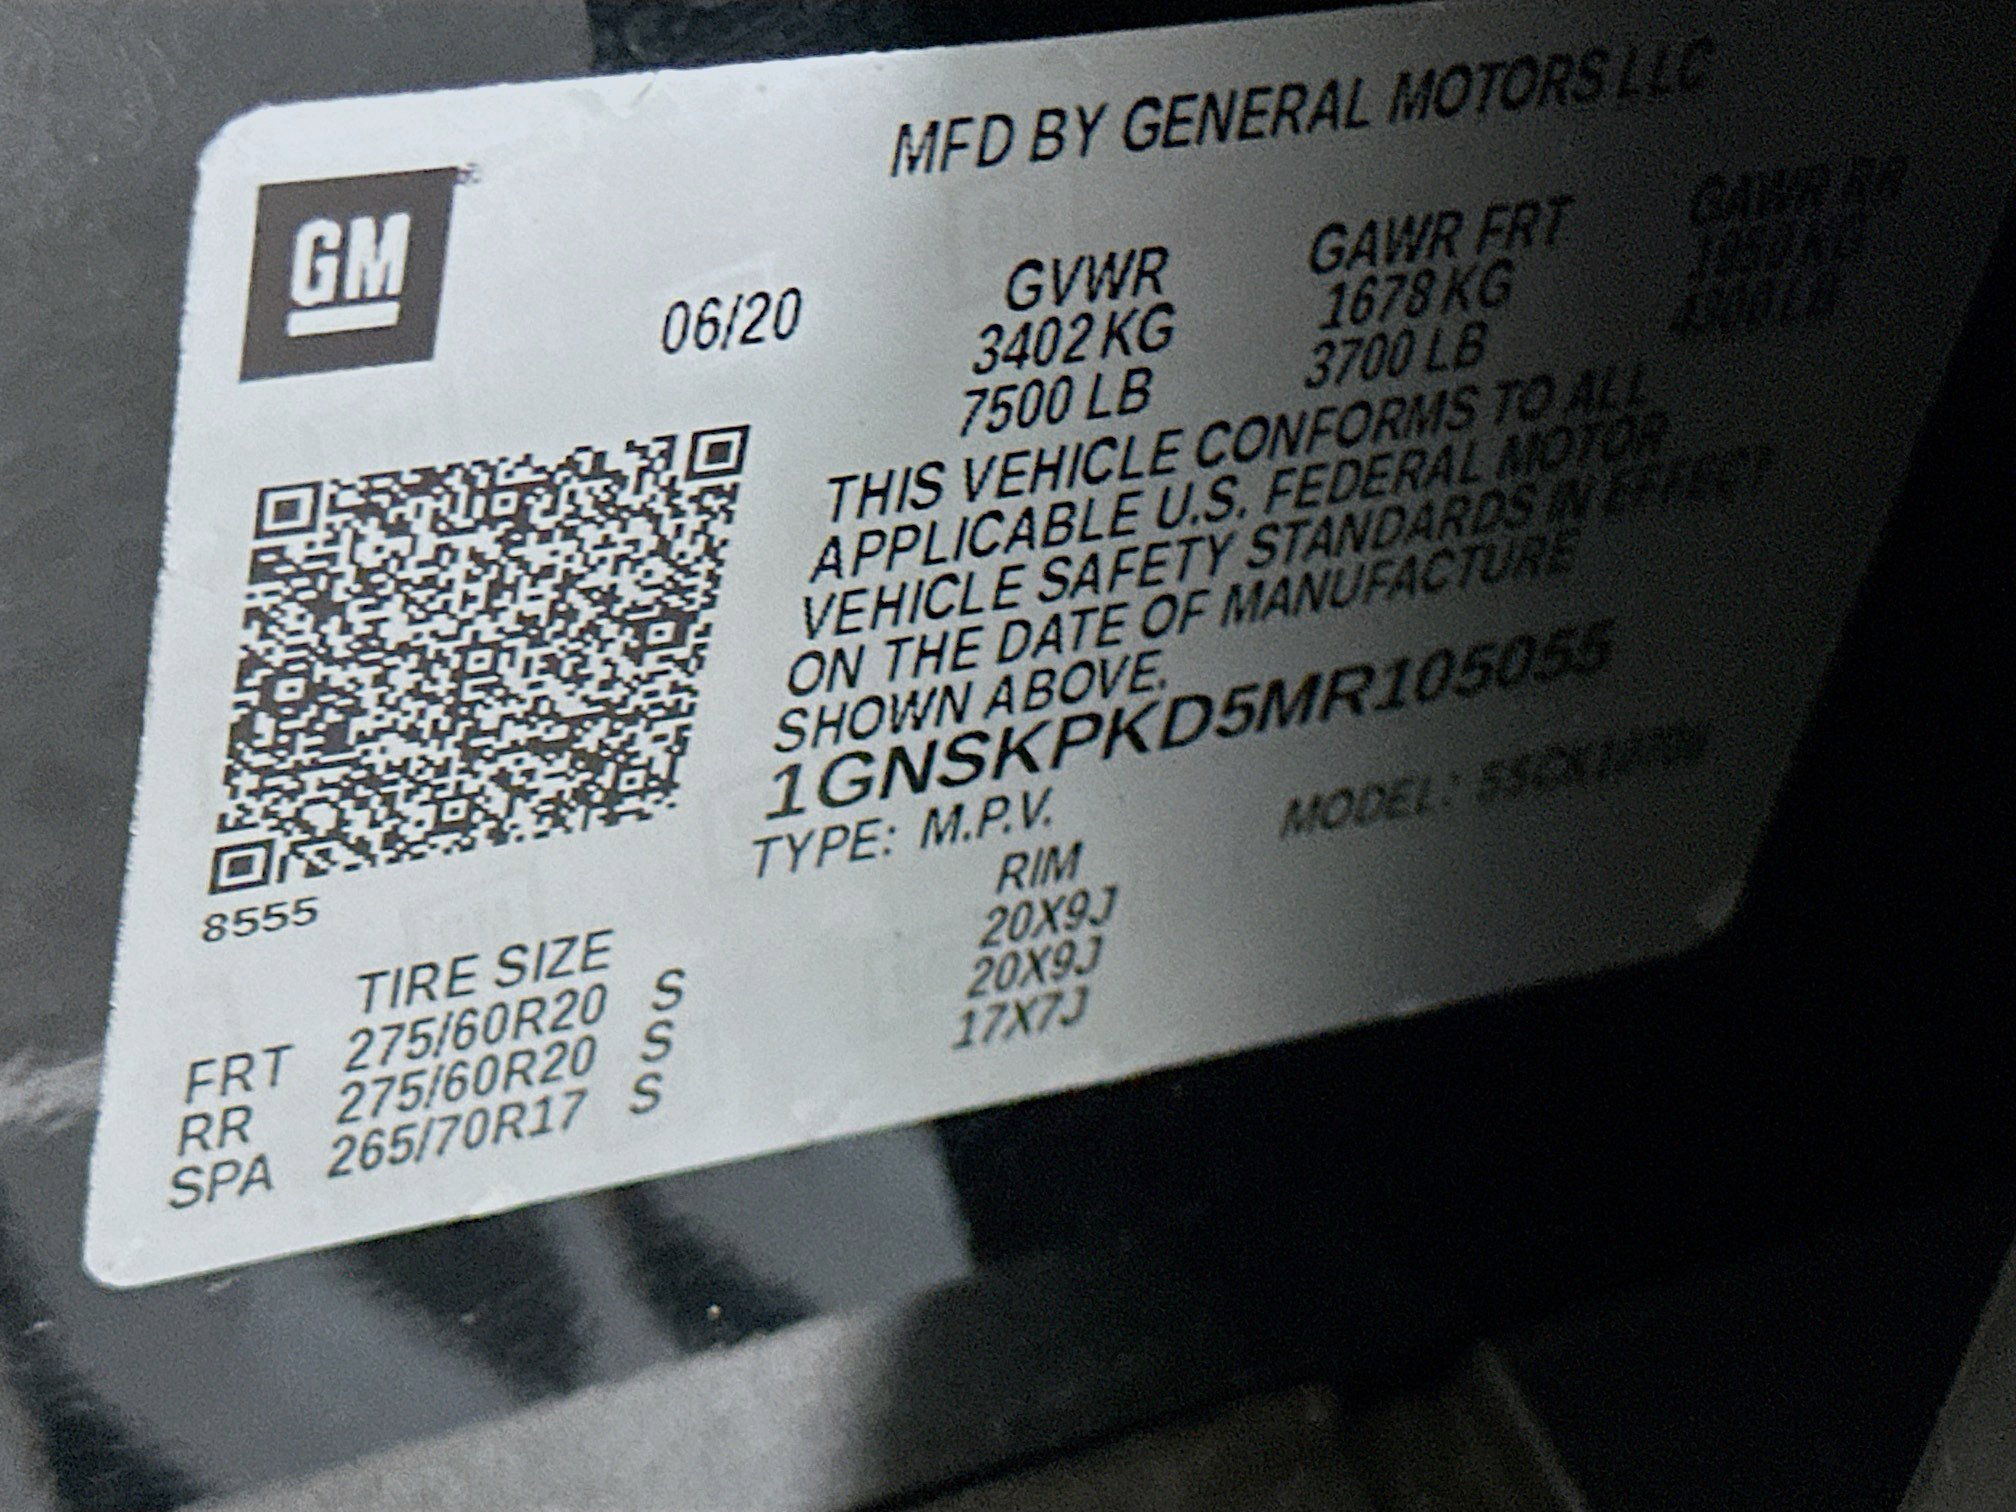 MFD BY GENERAL MOTORS LLC
GM
06/20
GVWR
3402 KG
7500 LB
GAWR FRT
1678 KG
3700 LB
GAWR RR
THIS VEHICLE CONFORMS TO ALL
APPLICABLE U.S. FEDERAL MOTOR
VEHICLE SAFETY STANDARDS IN EFFECT
ON THE DATE OF MANUFACTURE
SHOWN ABOVE.
1GNSKPKD5MR105055
TYPE: M.P.V. MODEL:
8555
TIRE SIZE RIM
FRT 275/60R20 S 20X9J
RR 275/60R20 S 20X9J
SPA 265/70R17 S 17X7J